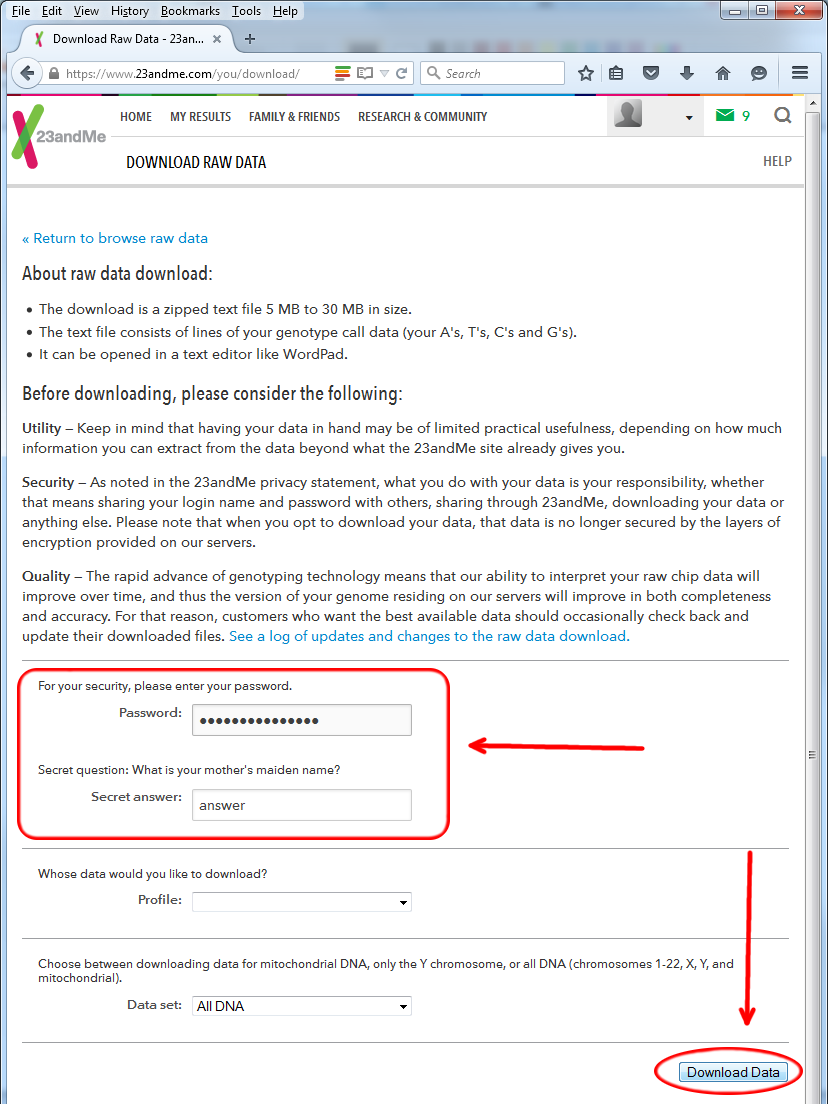 File Edit View History Bookmarks Tools Help
Download Raw Data - 23an... × +
https://www.23andme.com/you/download/ Search
23andMe
HOME MY RESULTS FAMILY & FRIENDS RESEARCH & COMMUNITY 9
DOWNLOAD RAW DATA HELP
« Return to browse raw data
About raw data download:
• The download is a zipped text file 5 MB to 30 MB in size.
• The text file consists of lines of your genotype call data (your A's, T's, C's and G's).
• It can be opened in a text editor like WordPad.
Before downloading, please consider the following:
Utility – Keep in mind that having your data in hand may be of limited practical usefulness, depending on how much
information you can extract from the data beyond what the 23andMe site already gives you.
Security – As noted in the 23andMe privacy statement, what you do with your data is your responsibility, whether
that means sharing your login name and password with others, sharing through 23andMe, downloading your data or
anything else. Please note that when you opt to download your data, that data is no longer secured by the layers of
encryption provided on our servers.
Quality – The rapid advance of genotyping technology means that our ability to interpret your raw chip data will
improve over time, and thus the version of your genome residing on our servers will improve in both completeness
and accuracy. For that reason, customers who want the best available data should occasionally check back and
update their downloaded files. See a log of updates and changes to the raw data download.
For your security, please enter your password.
Password: •••••••••••••••
Secret question: What is your mother's maiden name?
Secret answer: answer
Whose data would you like to download?
Profile:
Choose between downloading data for mitochondrial DNA, only the Y chromosome, or all DNA (chromosomes 1-22, X, Y, and
mitochondrial).
Data set: All DNA
Download Data